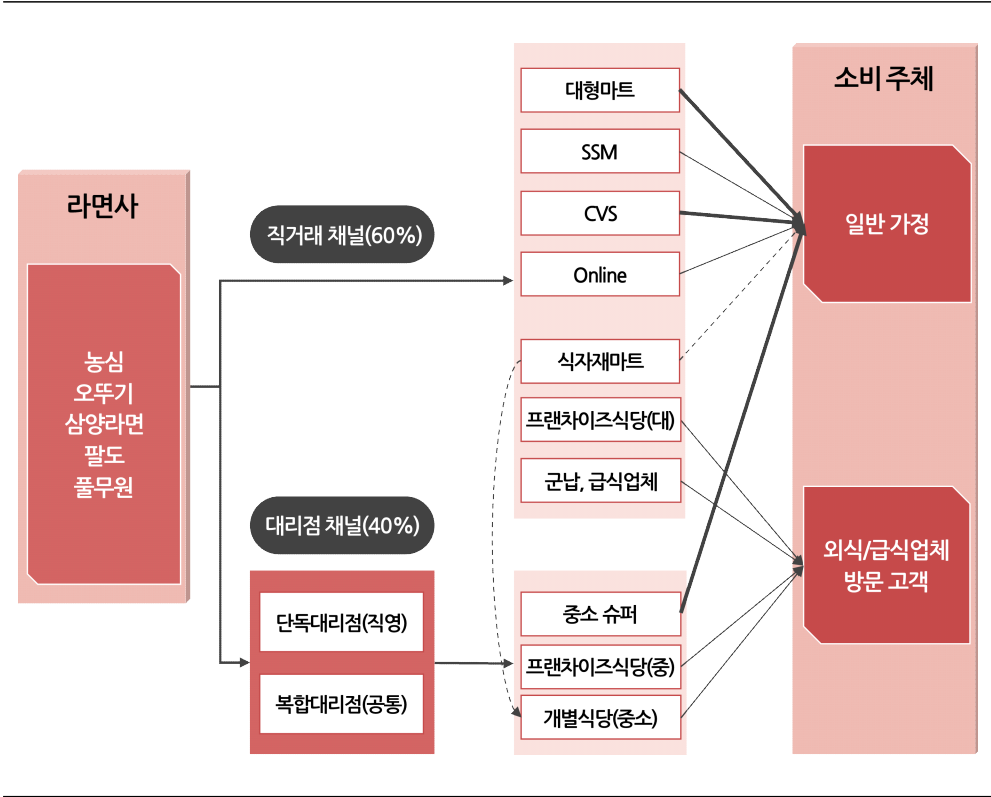 라면사
농심
오뚜기
삼양라면
팔도
풀무원
직거래 채널(60%)
대리점 채널(40%)
단독대리점(직영)
복합대리점(공통)
대형마트
SSM
CVS
Online
식자재마트
프랜차이즈식당(대)
군납, 급식업체
중소 슈퍼
프랜차이즈식당(중)
개별식당(중소)
소비 주체
일반 가정
외식/급식업체
방문 고객